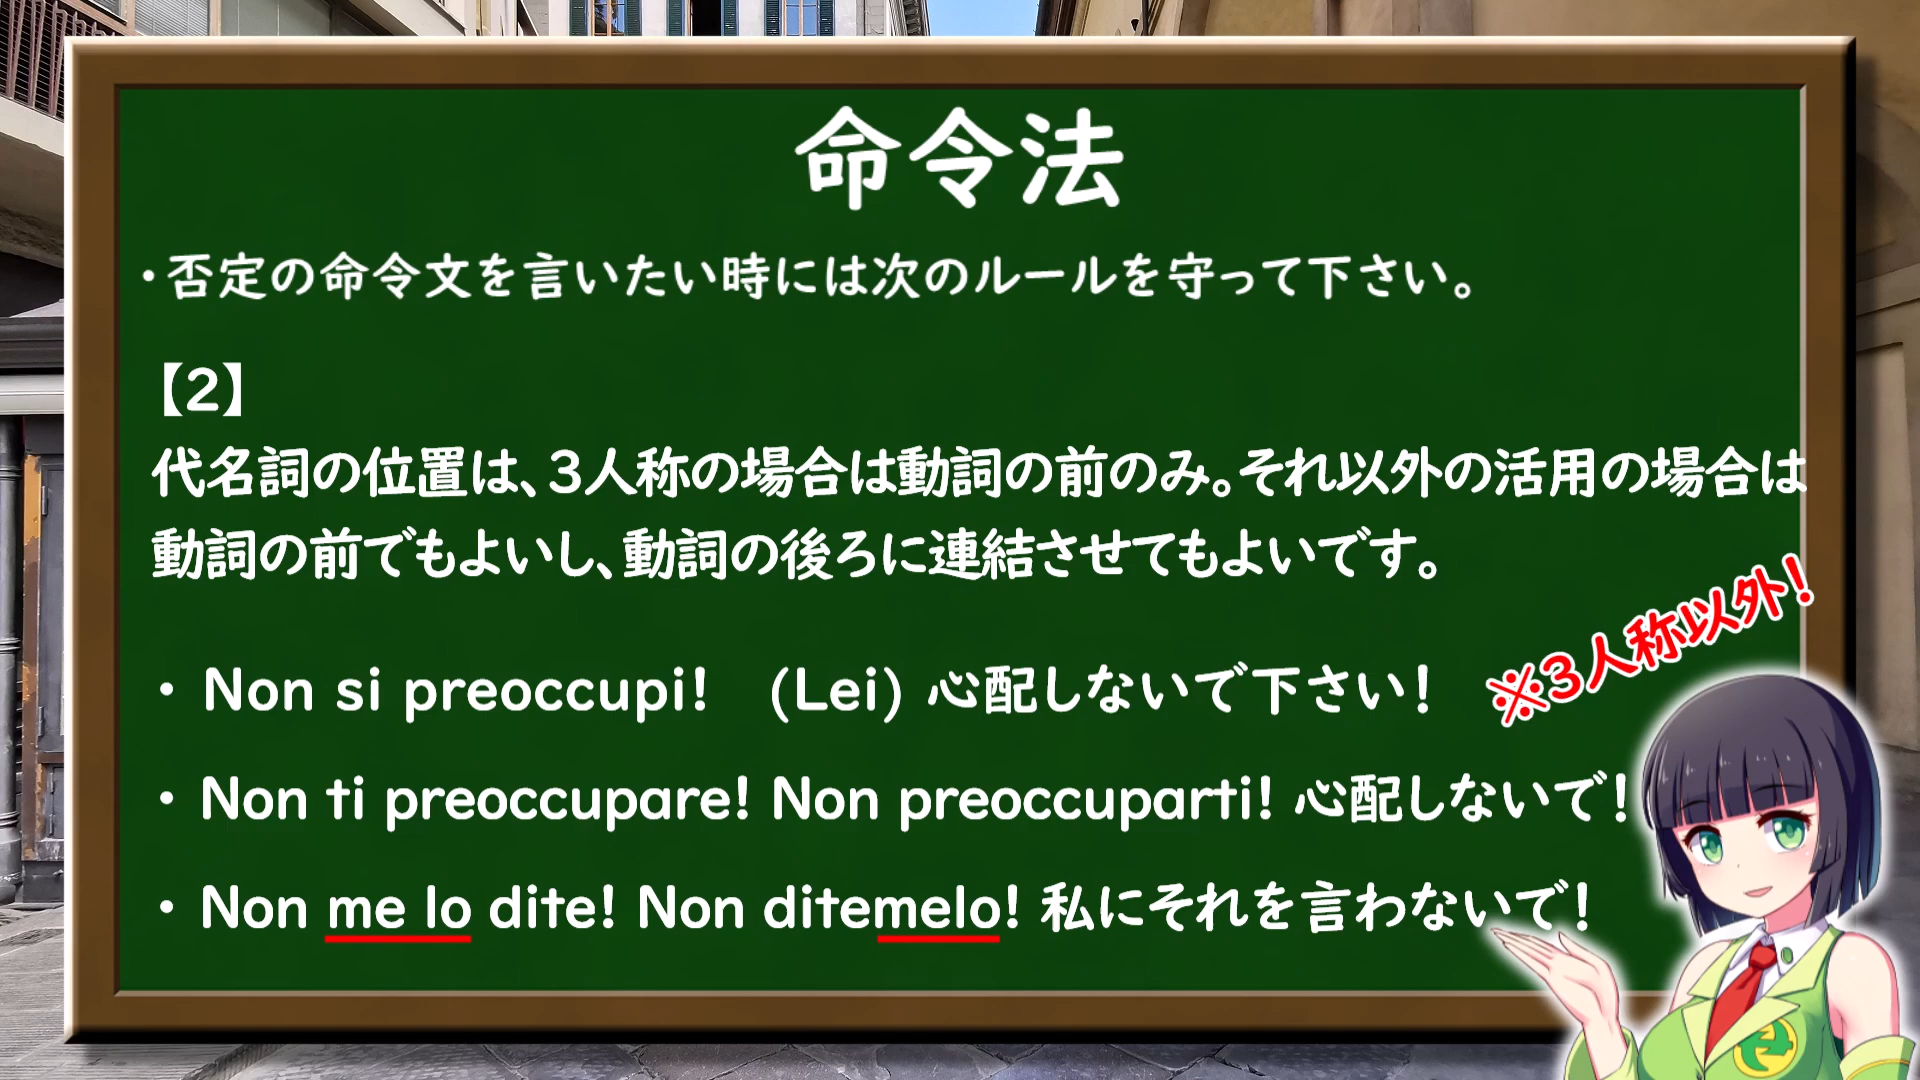 命令法
・否定の命令文を言いたい時には次のルールを守って下さい。
【2】
代名詞の位置は、3人称の場合は動詞の前のみ。それ以外の活用の場合は
動詞の前でもよいし、動詞の後ろに連結させてもよいです。
※3人称以外!
・ Non si preoccupi! (Lei) 心配しないで下さい!
・ Non ti preoccupare! Non preoccuparti! 心配しないで!
・ Non me lo dite! Non ditemelo! 私にそれを言わないで!